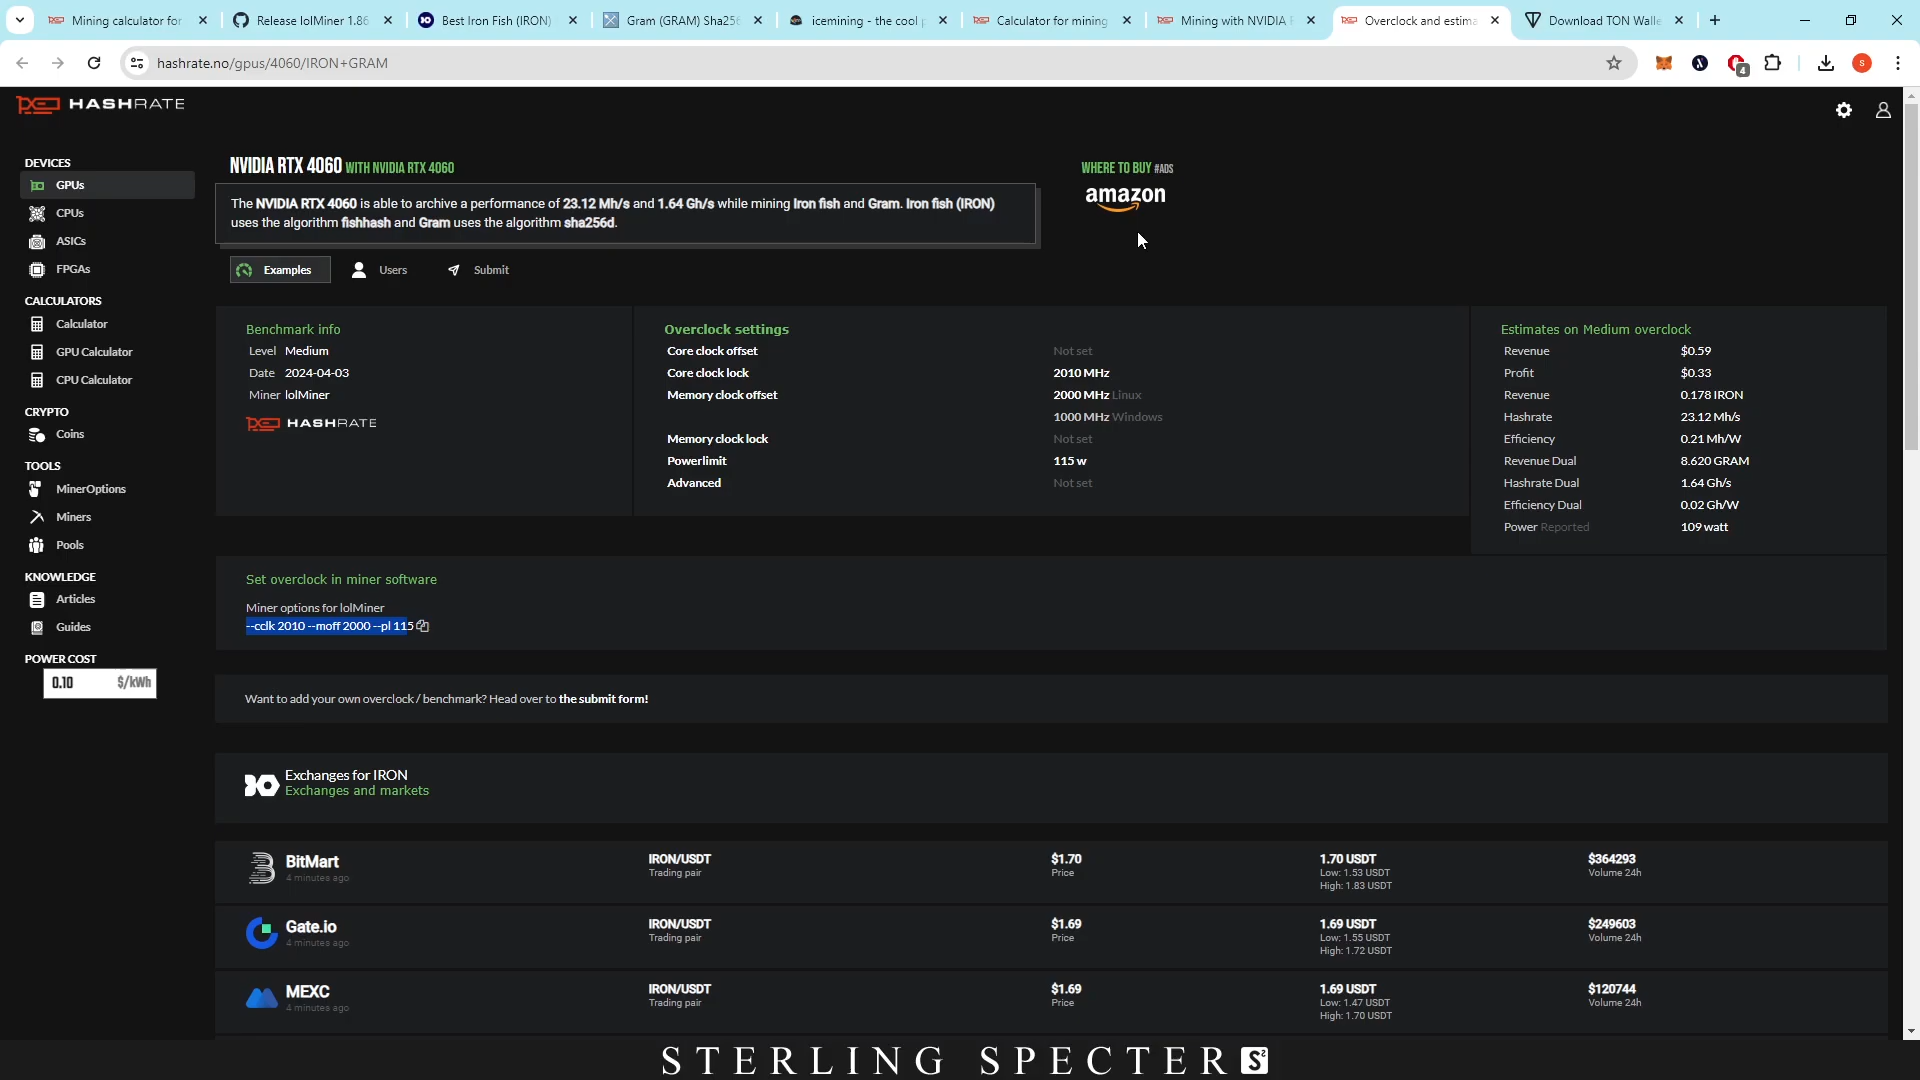 Mining calculator for
Release lolMiner 1.86
Best Iron Fish (IRON)
Gram (GRAM) Sha256
icemining - the cool p
Calculator for mining
Mining with NVIDIA
Overclock and estima
Download TON Walle
hashrate.no/gpus/4060/IRON+GRAM
4
S
HASHRATE
DEVICES
GPUs
CPUs
ASICs
FPGAs
CALCULATORS
Calculator
GPU Calculator
CPU Calculator
CRYPTO
Coins
TOOLS
MinerOptions
Miners
Pools
KNOWLEDGE
Articles
Guides
POWER COST
0.10 $/kWh
NVIDIA RTX 4060 WITH NVIDIA RTX 4060
The NVIDIA RTX 4060 is able to archive a performance of 23.12 Mh/s and 1.64 Gh/s while mining Iron fish and Gram. Iron fish (IRON)
uses the algorithm fishhash and Gram uses the algorithm sha256d.
WHERE TO BUY #ADS
amazon
Examples
Users
Submit
Benchmark info
Level Medium
Date 2024-04-03
Miner lolMiner
HASHRATE
Overclock settings
Core clock offset Not set
Core clock lock 2010 MHz
Memory clock offset 2000 MHz Linux
1000 MHz Windows
Memory clock lock Not set
Powerlimit 115 w
Advanced Not set
Estimates on Medium overclock
Revenue $0.59
Profit $0.33
Revenue 0.178 IRON
Hashrate 23.12 Mh/s
Efficiency 0.21 Mh/W
Revenue Dual 8.620 GRAM
Hashrate Dual 1.64 Gh/s
Efficiency Dual 0.02 Gh/W
Power Reported 109 watt
Set overclock in miner software
Miner options for lolMiner
--cclk 2010 --moff 2000 --pl 115
Want to add your own overclock / benchmark? Head over to the submit form!
Exchanges for IRON
Exchanges and markets
BitMart
4 minutes ago
IRON/USDT
Trading pair
$1.70
Price
1.70 USDT
Low: 1.53 USDT
High: 1.83 USDT
$364293
Volume 24h
Gate.io
4 minutes ago
IRON/USDT
Trading pair
$1.69
Price
1.69 USDT
Low: 1.55 USDT
High: 1.72 USDT
$249603
Volume 24h
MEXC
4 minutes ago
IRON/USDT
Trading pair
$1.69
Price
1.69 USDT
Low: 1.47 USDT
High: 1.70 USDT
$120744
Volume 24h
STERLING SPECTER S²